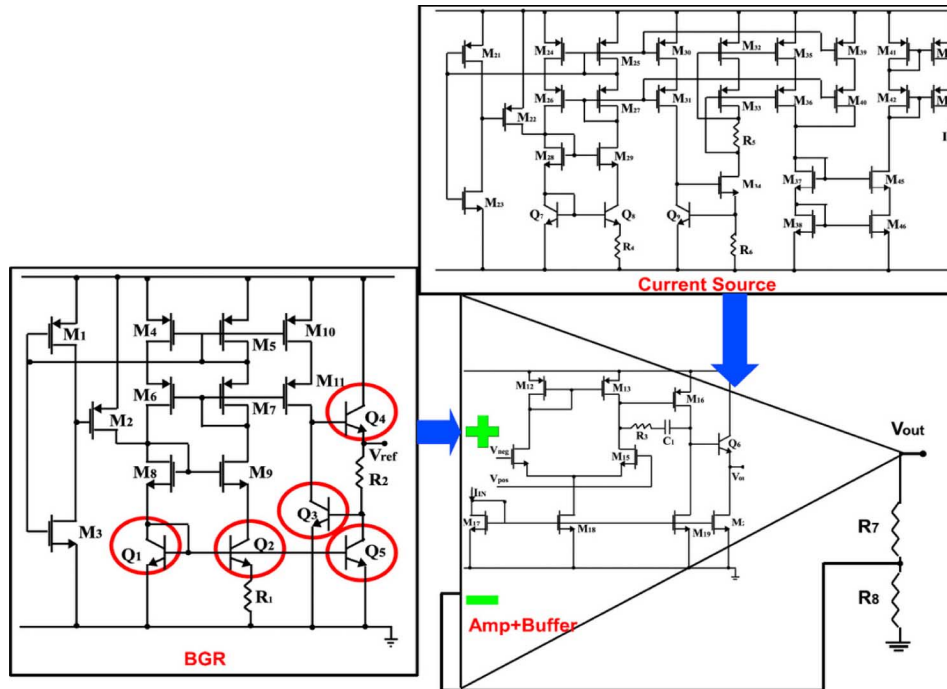 M21 M24 M25 M30 M32 M35 M39 M41 M
M22 M26 M27 M31 M33 M36 M40 M42 M
R5 I
M28 M29 M34
M23 M37 M45
Q7 Q8 Q9 M38 M46
R4 R6
Current Source
M1 M4 M5 M10
M6 M7 M11
M2 Q4
Vref
M8 M9 R2
M3 Q3
Q1 Q2 Q5
R1
BGR
M12 M13 M16
R3 C1
Vneg M15 Q6
Vpos
IIN
M17 M18 M19
Amp+Buffer
Vout
R7
R8